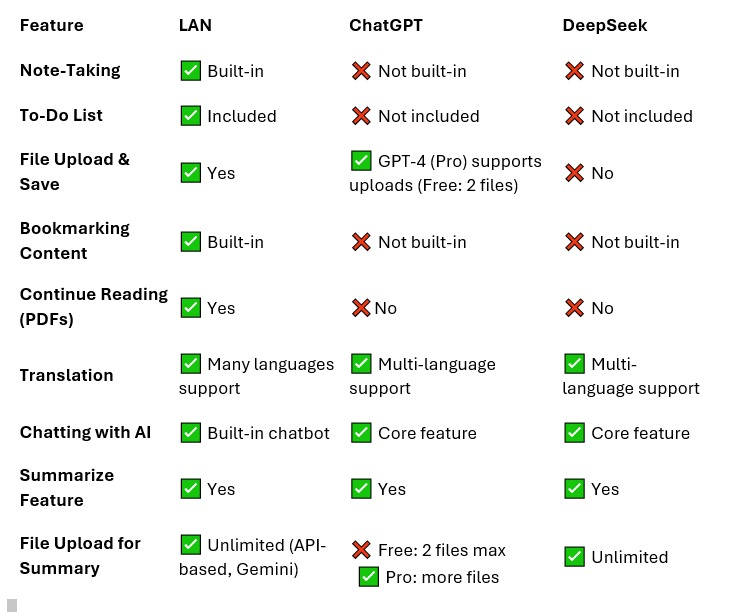 Feature LAN ChatGPT DeepSeek
Note-Taking ✅ Built-in ❌ Not built-in ❌ Not built-in
To-Do List ✅ Included ❌ Not included ❌ Not included
File Upload &
Save
✅ Yes
✅ GPT-4 (Pro) supports
uploads (Free: 2 files)
❌ No
Bookmarking
Content
✅ Built-in ❌ Not built-in ❌ Not built-in
Continue Reading
(PDFs)
✅ Yes ❌ No ❌ No
Translation
✅ Many languages
support
✅ Multi-language
support
✅ Multi-
language support
Chatting with AI ✅ Built-in chatbot ✅ Core feature ✅ Core feature
Summarize
Feature
✅ Yes ✅ Yes ✅ Yes
File Upload for
Summary
✅ Unlimited (API-
based, Gemini)
❌ Free: 2 files max
✅ Pro: more files
✅ Unlimited